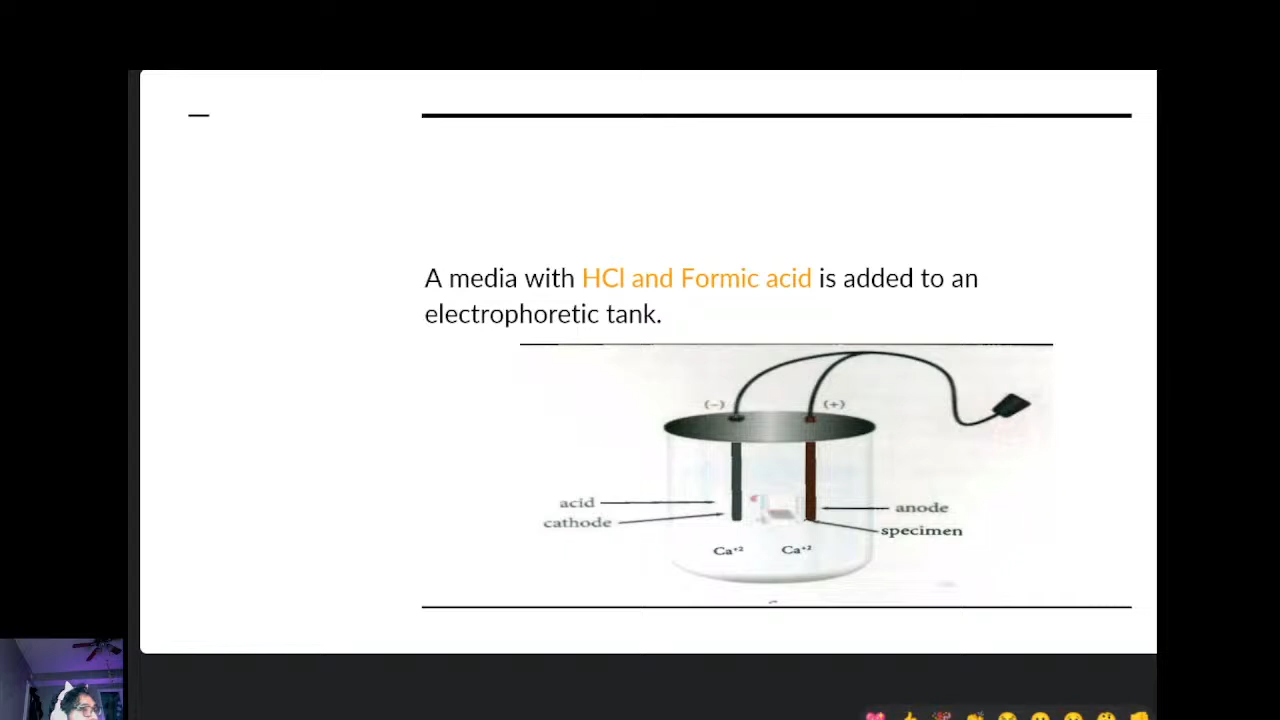 A media with HCl and Formic acid is added to an
electrophoretic tank.
(−) (+)
acid
cathode
anode
specimen
Ca⁺² Ca⁺²